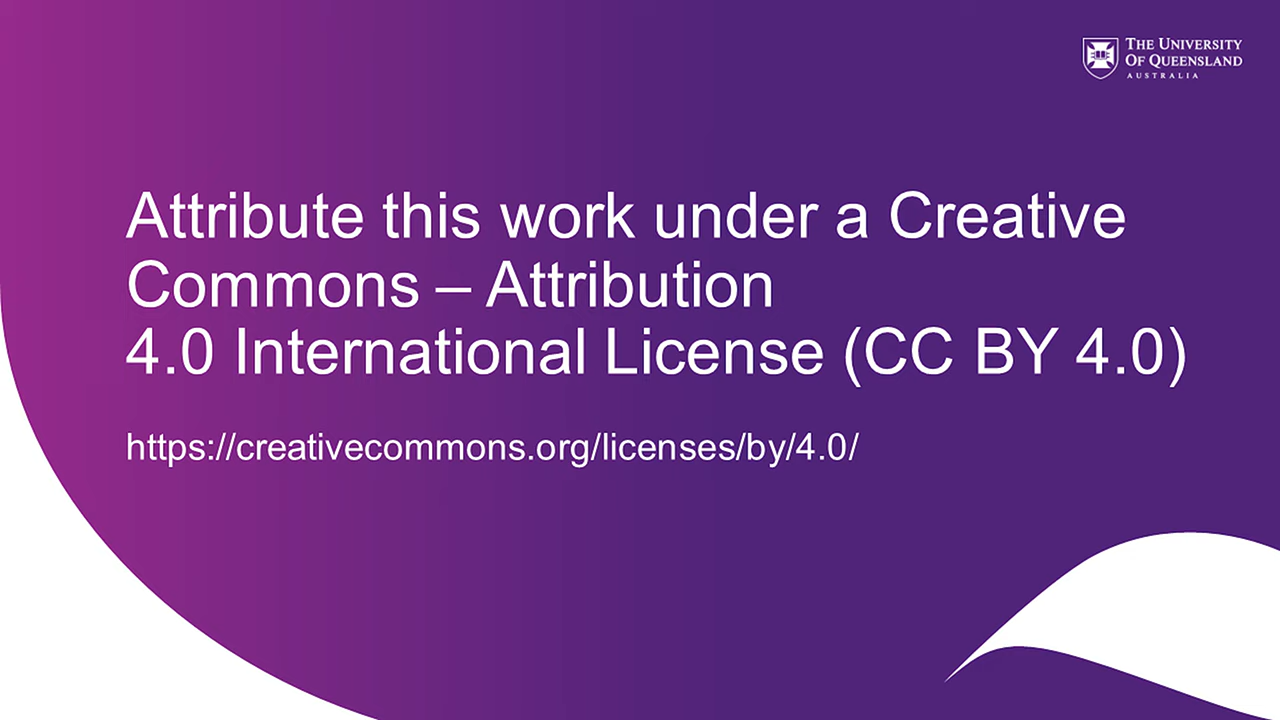 THE UNIVERSITY
OF QUEENSLAND
AUSTRALIA
Attribute this work under a Creative
Commons – Attribution
4.0 International License (CC BY 4.0)
https://creativecommons.org/licenses/by/4.0/